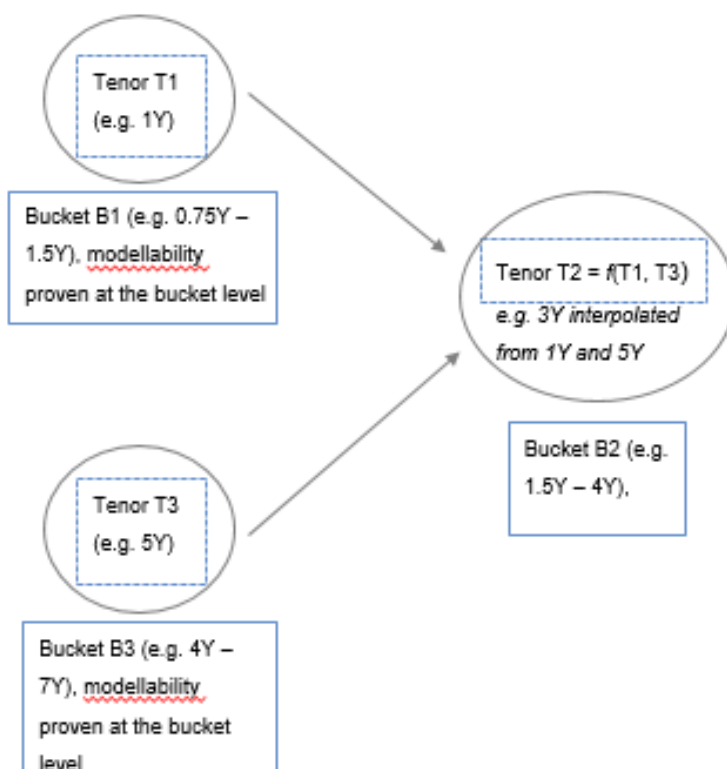 Tenor T1
(e.g. 1Y)
Bucket B1 (e.g. 0.75Y –
1.5Y), modellability
proven at the bucket level
Tenor T2 = f(T1, T3)
e.g. 3Y interpolated
from 1Y and 5Y
Bucket B2 (e.g.
1.5Y – 4Y),
Tenor T3
(e.g. 5Y)
Bucket B3 (e.g. 4Y –
7Y), modellability
proven at the bucket
level